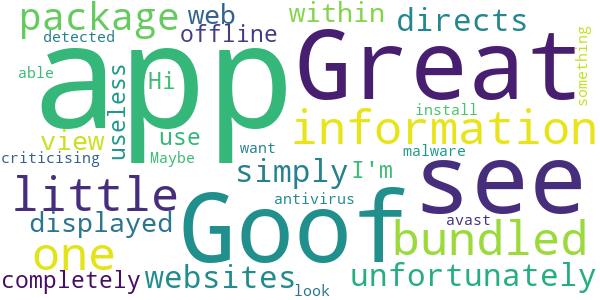 package
web
within
directs
detected
offline
app
Great
able
Hi
something
useless
view
use
information
install
criticising
Maybe
want
malware
simply
I'm
see
little
Goof
antivirus
displayed
avast
bundled
one
completely
websites
unfortunately
look